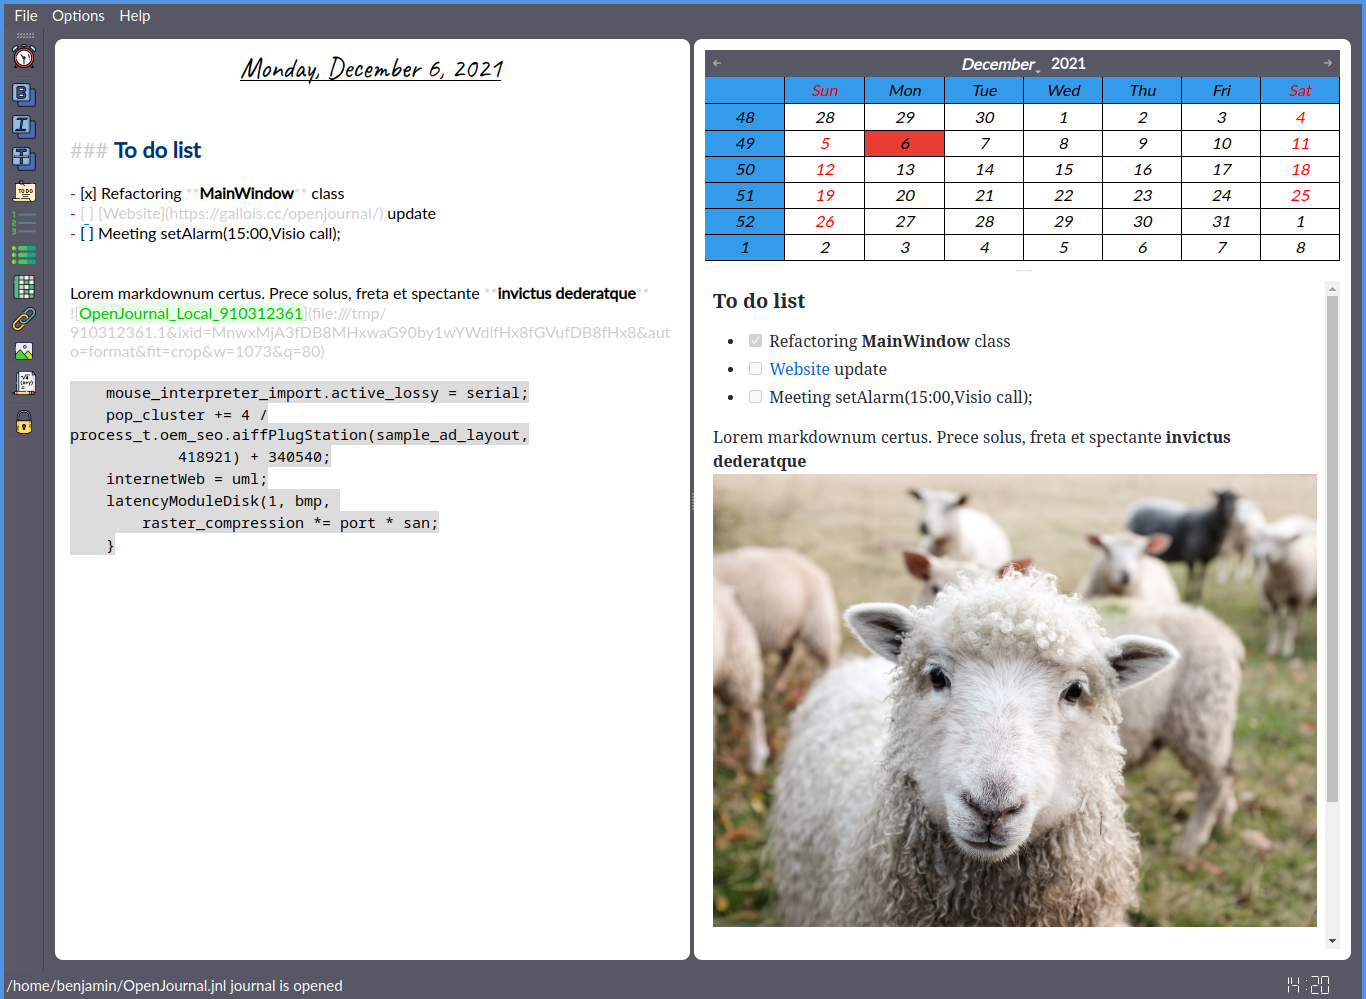 File Options Help
Monday, December 6, 2021
### To do list
- [x] Refactoring **MainWindow** class
- [ ] [Website](https://gallois.cc/openjournal/) update
- [ ] Meeting setAlarm(15:00,Visio call);
Lorem markdownum certus. Prece solus, freta et spectante **invictus dederatque**
![OpenJournal_Local_910312361](file:///tmp/
910312361.1&ixid=MnwxMjA3fDB8MHxwaG90by1wYWdlfHx8fGVufDB8fHx8&aut
o=format&fit=crop&w=1073&q=80)
mouse_interpreter_import.active_lossy = serial;
pop_cluster += 4 /
process_t.oem_seo.aiffPlugStation(sample_ad_layout,
418921) + 340540;
internetWeb = uml;
latencyModuleDisk(1, bmp,
raster_compression *= port * san;
}
December 2021
Sun Mon Tue Wed Thu Fri Sat
48 28 29 30 1 2 3 4
49 5 6 7 8 9 10 11
50 12 13 14 15 16 17 18
51 19 20 21 22 23 24 25
52 26 27 28 29 30 31 1
1 2 3 4 5 6 7 8
To do list
• Refactoring MainWindow class
• Website update
• Meeting setAlarm(15:00,Visio call);
Lorem markdownum certus. Prece solus, freta et spectante invictus
dederatque
/home/benjamin/OpenJournal.jnl journal is opened
14:20